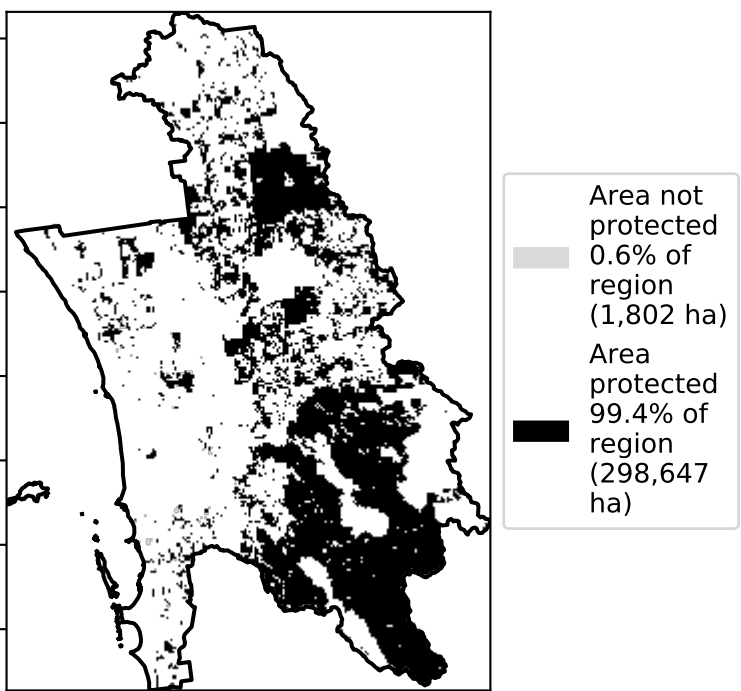 Area not
protected
0.6% of
region
(1,802 ha)
Area
protected
99.4% of
region
(298,647
ha)